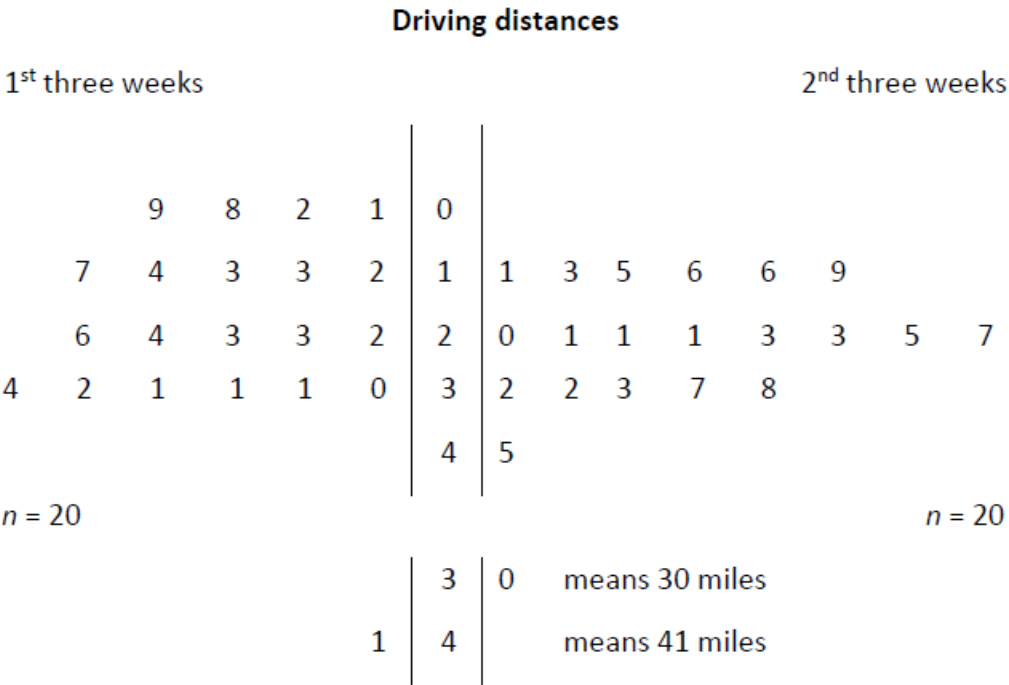 Driving distances
1st three weeks 2nd three weeks
9 8 2 1 0
7 4 3 3 2 1 1 3 5 6 6 9
6 4 3 3 2 2 0 1 1 1 3 3 5 7
4 2 1 1 1 0 3 2 2 3 7 8
4 5
n = 20 n = 20
3 0 means 30 miles
1 4 means 41 miles